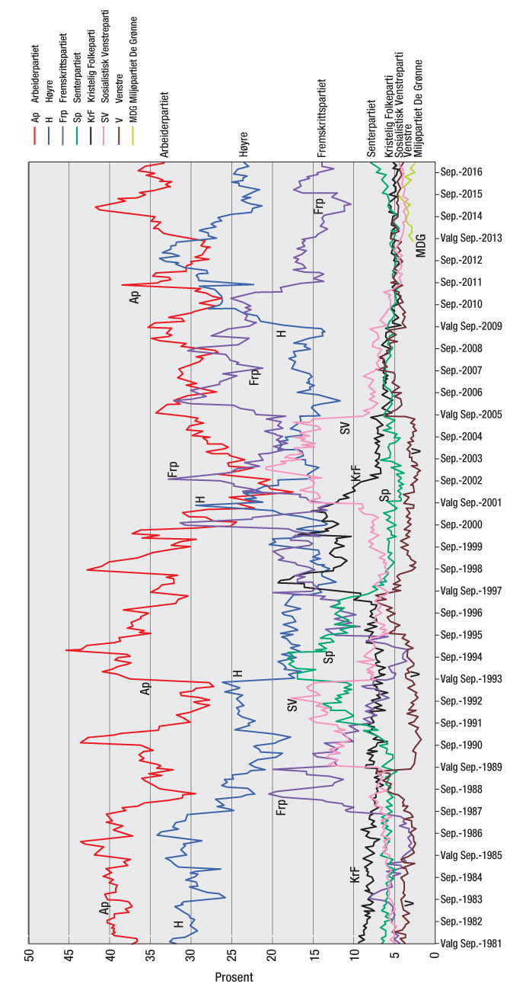 Ap Arbeiderpartiet
H Høyre
Frp Fremskrittspartiet
Sp Senterpartiet
KrF Kristelig Folkeparti
SV Sosialistisk Venstreparti
V Venstre
MDG Miljøpartiet De Grønne
Arbeiderpartiet
Høyre
Fremskrittspartiet
Senterpartiet
Kristelig Folkeparti
Sosialistisk Venstreparti
Venstre
Miljøpartiet De Grønne
Sep.-2016
Sep.-2015
Sep.-2014
Valg Sep.-2013
Sep.-2012
Sep.-2011
Sep.-2010
Valg Sep.-2009
Sep.-2008
Sep.-2007
Sep.-2006
Valg Sep.-2005
Sep.-2004
Sep.-2003
Sep.-2002
Valg Sep.-2001
Sep.-2000
Sep.-1999
Sep.-1998
Valg Sep.-1997
Sep.-1996
Sep.-1995
Sep.-1994
Valg Sep.-1993
Sep.-1992
Sep.-1991
Sep.-1990
Valg Sep.-1989
Sep.-1988
Sep.-1987
Sep.-1986
Valg Sep.-1985
Sep.-1984
Sep.-1983
Sep.-1982
Valg Sep.-1981
Frp
MDG
Ap
H
Frp
SV
V
Frp
KrF
H
Sp
Sp
H
V
Ap
SV
Frp
KrF
Ap
V
H
50
45
40
35
30
25
20
15
10
5
0
Prosent